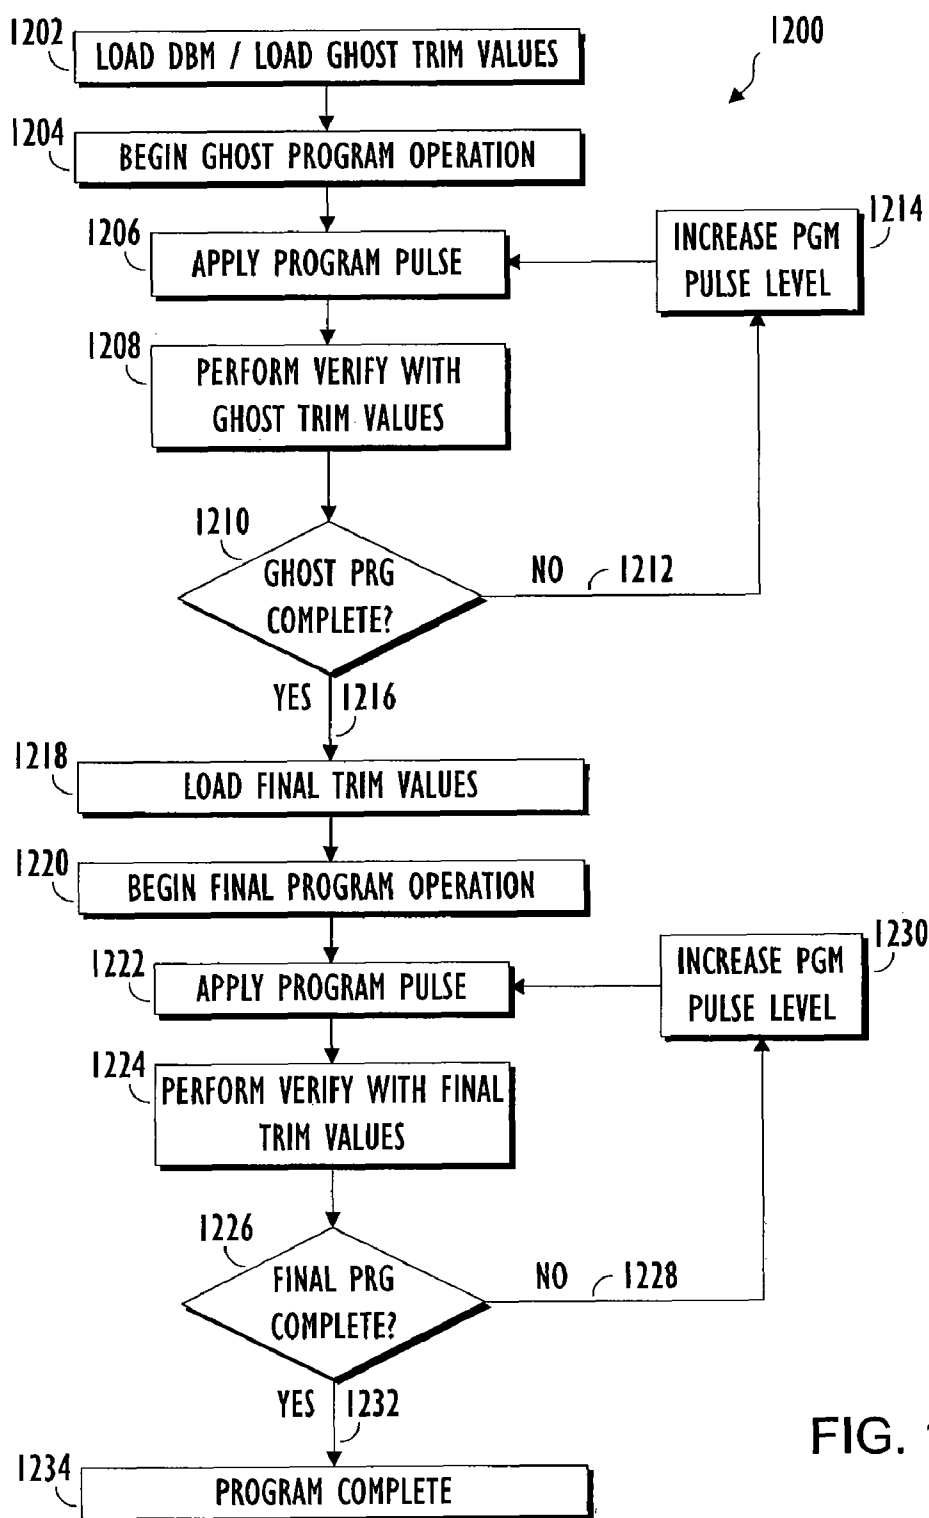 1202
LOAD DBM / LOAD GHOST TRIM VALUES
1200
1204
BEGIN GHOST PROGRAM OPERATION
1206
APPLY PROGRAM PULSE
INCREASE PGM
PULSE LEVEL
1214
1208
PERFORM VERIFY WITH
GHOST TRIM VALUES
1210
GHOST PRG
COMPLETE?
NO
1212
YES
1216
1218
LOAD FINAL TRIM VALUES
1220
BEGIN FINAL PROGRAM OPERATION
1222
APPLY PROGRAM PULSE
INCREASE PGM
PULSE LEVEL
1230
1224
PERFORM VERIFY WITH FINAL
TRIM VALUES
1226
FINAL PRG
COMPLETE?
NO
1228
YES
1232
FIG.
1234
PROGRAM COMPLETE